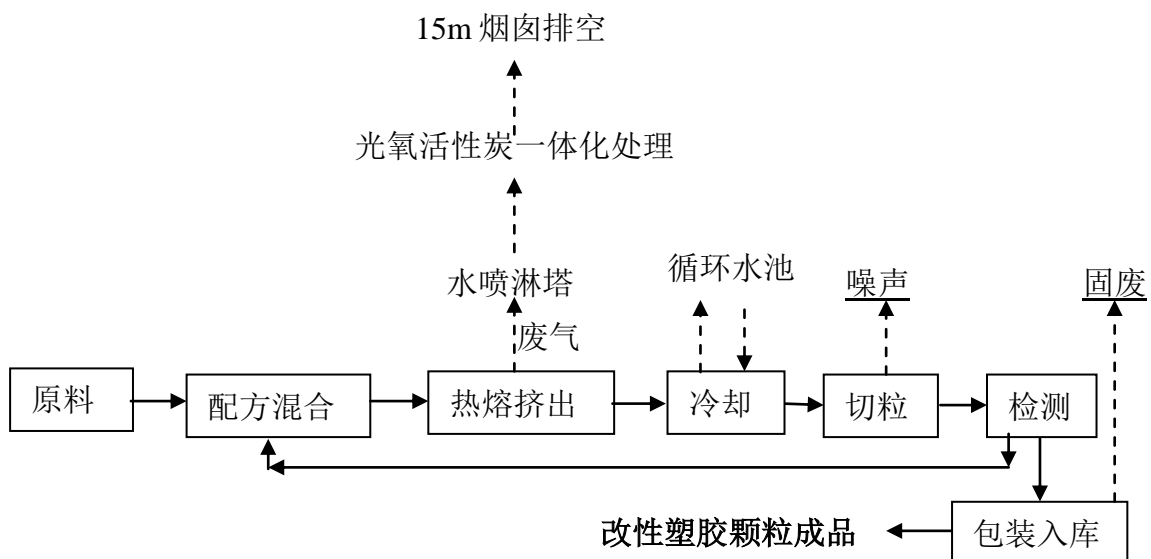 15m 烟囱排空
光氧活性炭一体化处理
水喷淋塔
循环水池
噪声
固废
废气
原料
配方混合
热熔挤出
冷却
切粒
检测
改性塑胶颗粒成品
包装入库